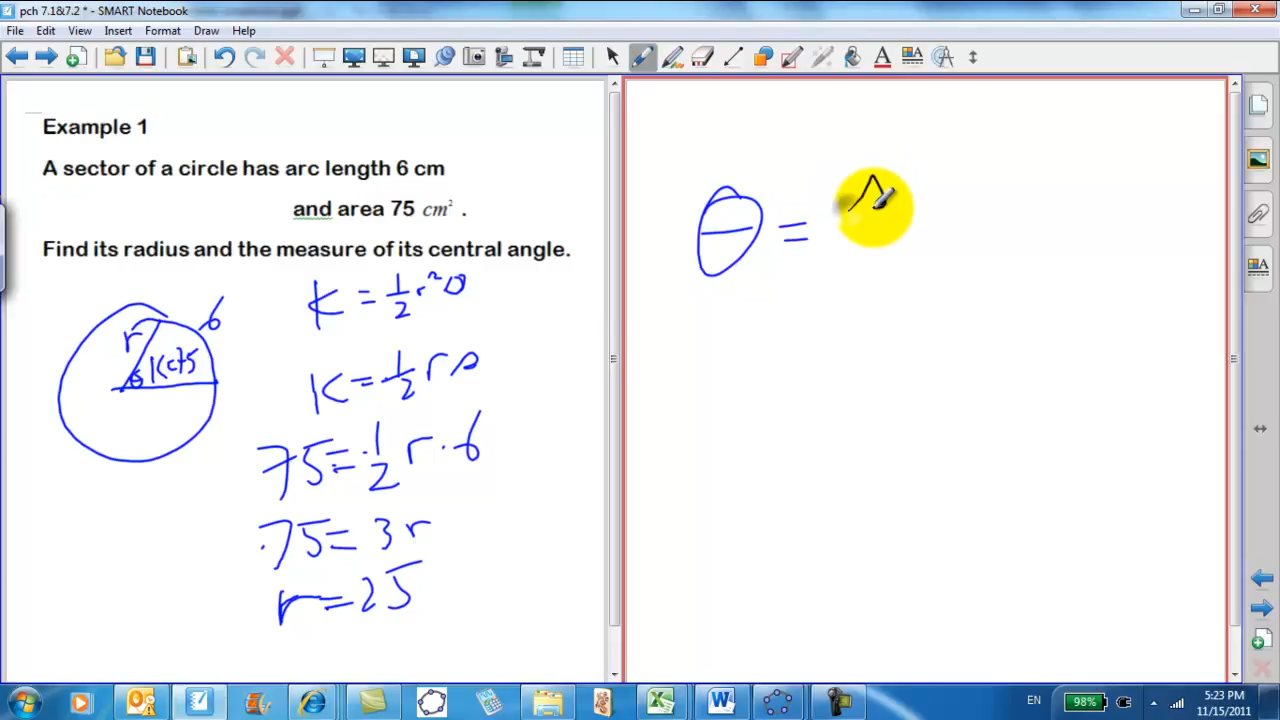 pch 7.1&7.2 * - SMART Notebook
File Edit View Insert Format Draw Help
Example 1
A sector of a circle has arc length 6 cm
and area 75 cm² .
Find its radius and the measure of its central angle.
K = 1/2 r²θ
r 6
K=75
θ
K = 1/2 r s
75 = 1/2 r · 6
75 = 3r
r = 25
θ = s
EN
98%
5:23 PM
11/15/2011